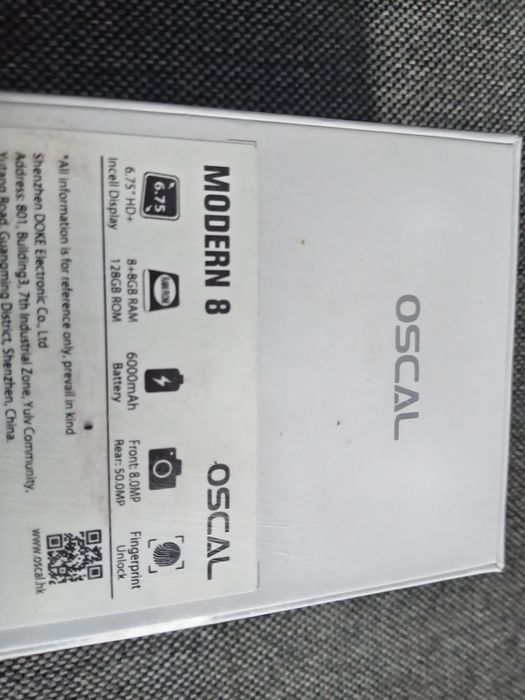 OSCAL
MODERN 8
OSCAL
6.75
6.75" HD+
Incell Display
8+8GB RAM
128GB ROM
6000mAh
Battery
Front: 8.0MP
Rear: 50.0MP
Fingerprint
Unlock
*All information is for reference only, prevail in kind
Shenzhen DOKE Electronic Co., Ltd
Address: 801, Building3, 7th Industrial Zone, Yulv Community,
Yutang Road, Guangming District, Shenzhen, China.
www.oscal.hk